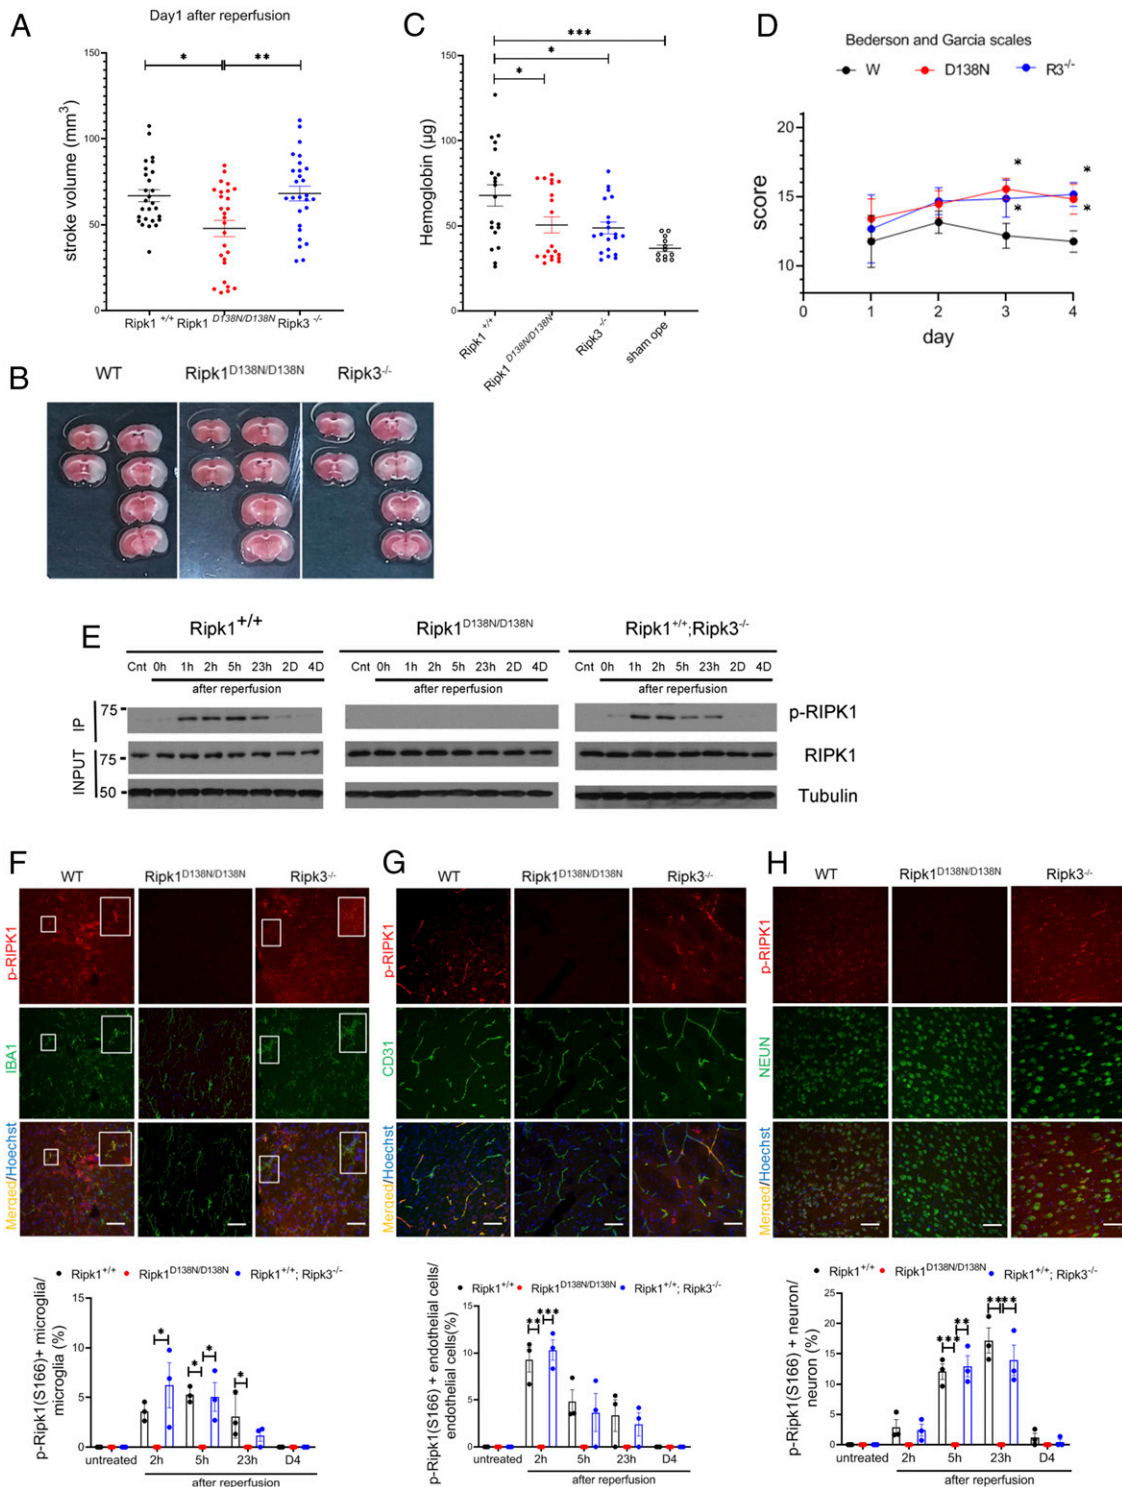 A
Day1 after reperfusion
stroke volume (mm³)
150
100
50
0
*
**
Ripk1 +/+
Ripk1 D138N/D138N
Ripk3 -/-
C
Hemoglobin (µg)
150
100
50
0
***
*
*
Ripk1 +/+
Ripk1 D138N/D138N
Ripk3 -/-
sham ope
D
Bederson and Garcia scales
W
D138N
R3-/-
score
20
15
10
*
*
*
*
0
1
2
3
4
day
B
WT
Ripk1D138N/D138N
Ripk3-/-
E
Ripk1+/+
Ripk1D138N/D138N
Ripk1+/+;Ripk3-/-
Cnt 0h 1h 2h 5h 23h 2D 4D
Cnt 0h 1h 2h 5h 23h 2D 4D
Cnt 0h 1h 2h 5h 23h 2D 4D
after reperfusion
after reperfusion
after reperfusion
IP
75
p-RIPK1
INPUT
75
RIPK1
50
Tubulin
F
WT
Ripk1D138N/D138N
Ripk3-/-
p-RIPK1
IBA1
Merged/Hoechst
G
WT
Ripk1D138N/D138N
Ripk3-/-
p-RIPK1
CD31
Merged/Hoechst
H
WT
Ripk1D138N/D138N
Ripk3-/-
p-RIPK1
NEUN
Merged/Hoechst
Ripk1+/+
Ripk1D138N/D138N
Ripk1+/+; Ripk3-/-
p-Ripk1(S166)+ microglia/
microglia (%)
15
10
5
0
*
*
*
*
untreated
2h
5h
23h
D4
after reperfusion
Ripk1+/+
Ripk1D138N/D138N
Ripk1+/+; Ripk3-/-
p-Ripk1(S166) + endothelial cells/
endothelial cells(%)
15
10
5
0
**
***
untreated
2h
5h
23h
D4
after reperfusion
Ripk1+/+
Ripk1D138N/D138N
Ripk1+/+; Ripk3-/-
p-Ripk1(S166) + neuron/
neuron (%)
25
20
15
10
5
0
***
**
untreated
2h
5h
23h
D4
after reperfusion